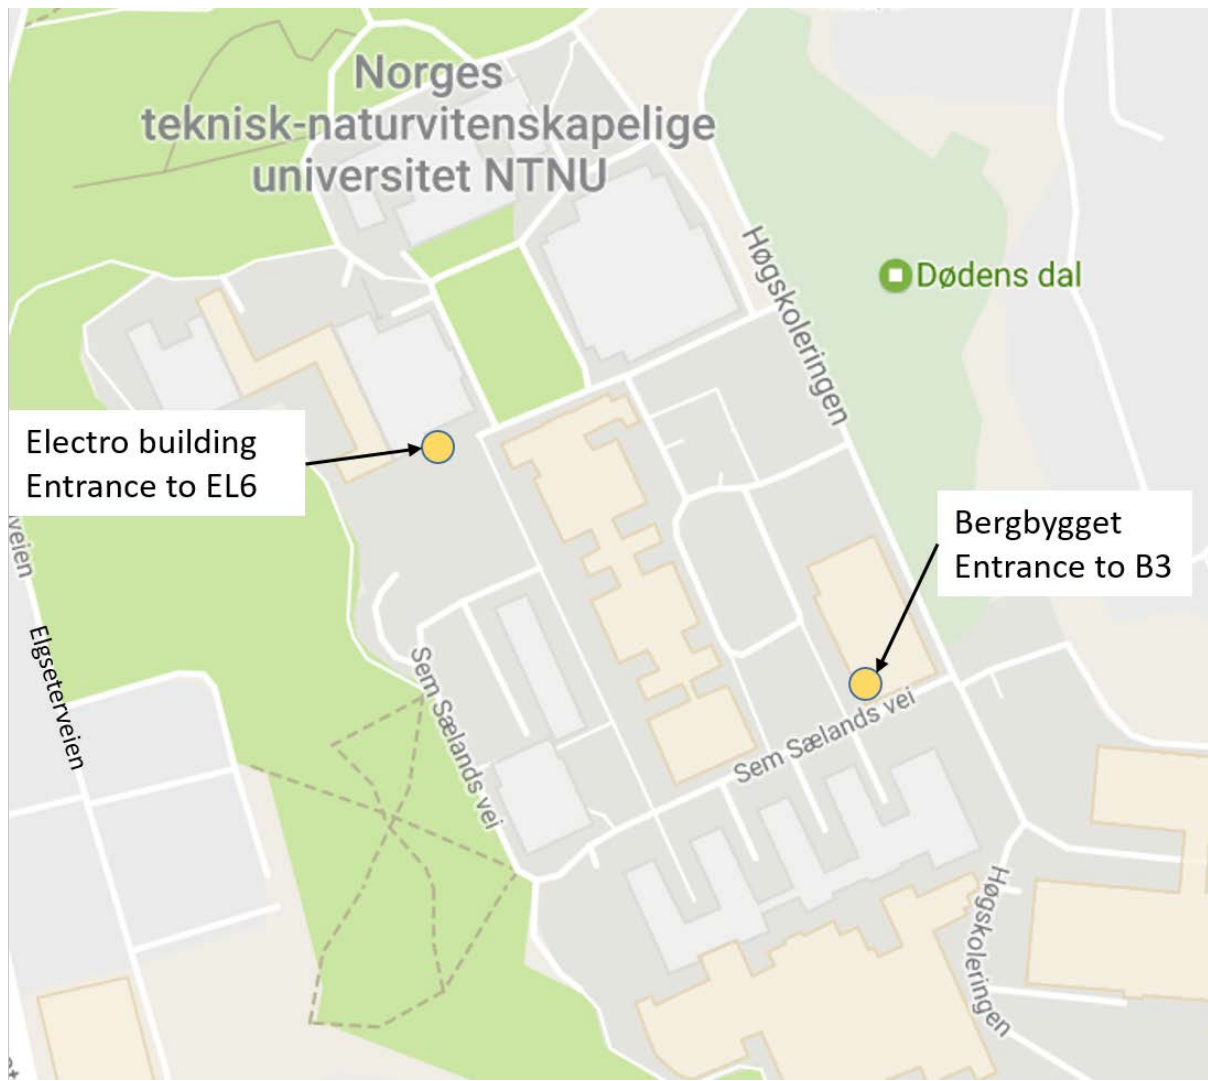 Norges
teknisk-naturvitenskapelige
universitet NTNU
Høgskoleringen
Dødens dal
Electro building
Entrance to EL6
Bergbygget
Entrance to B3
veien
Elgseterveien
Sem Sælands vei
Sem Sælands vei
Høgskoleringen